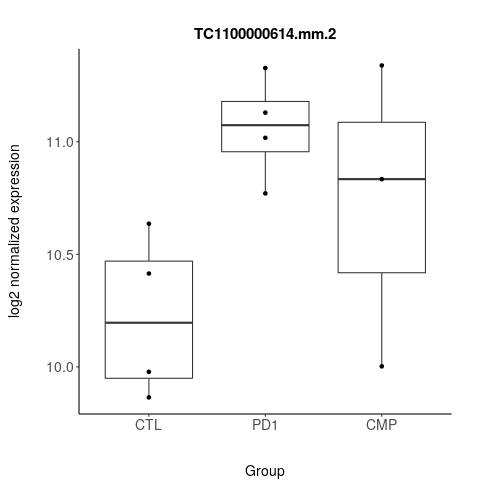 TC1100000614.mm.2
log2 normalized expression
11.0
10.5
10.0
CTL PD1 CMP
Group